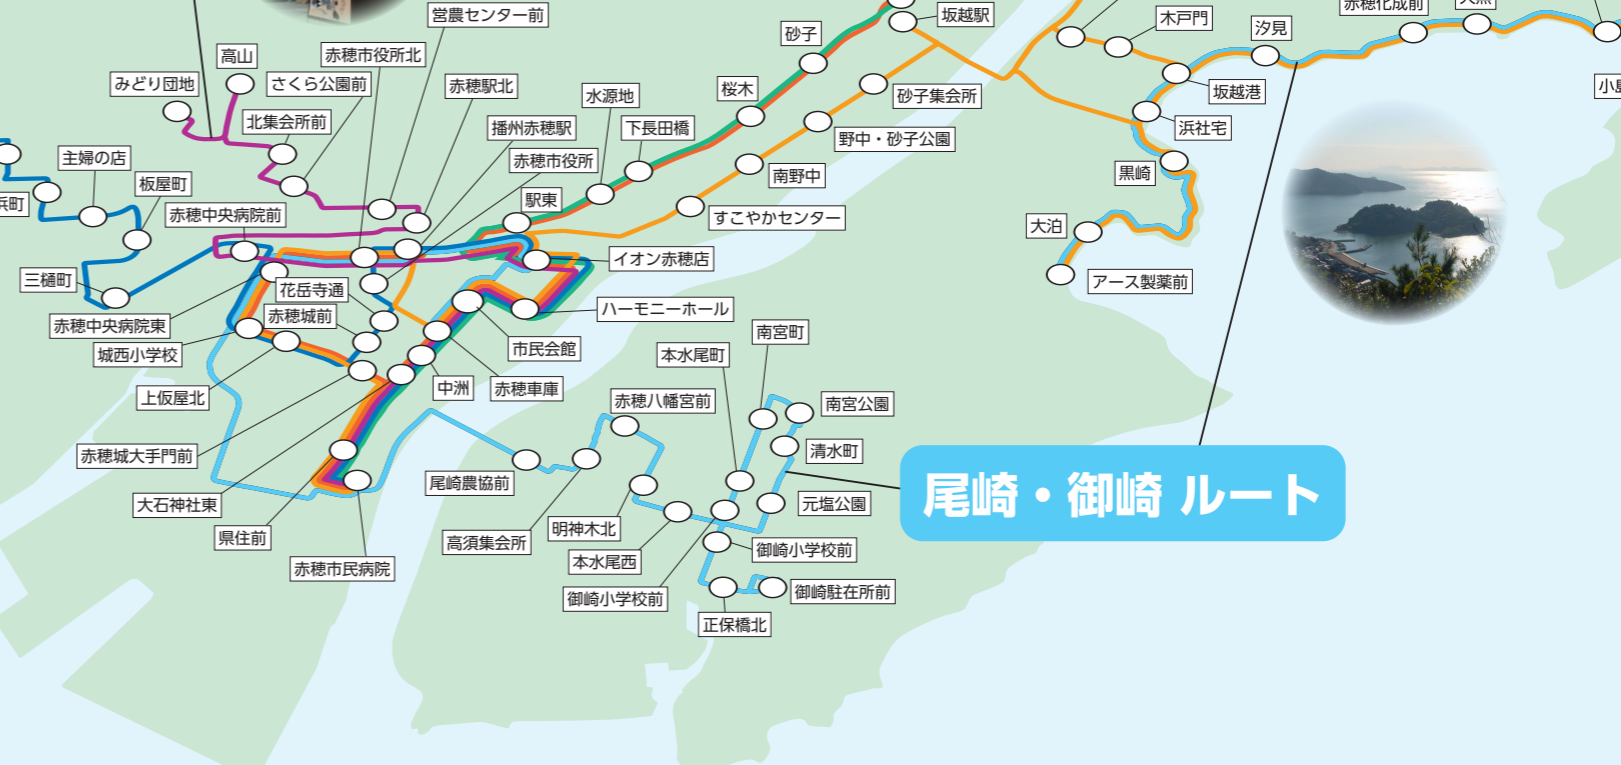 営農センター前
坂越駅
木戸門
汐見
砂子
高山
赤穂市役所北
みどり団地
さくら公園前
赤穂駅北
水源地
桜木
砂子集会所
坂越港
北集会所前
播州赤穂駅
下長田橋
野中・砂子公園
浜社宅
主婦の店
赤穂市役所
板屋町
南野中
黒崎
駅東
赤穂中央病院前
すこやかセンター
大泊
イオン赤穂店
三樋町
花岳寺通
アース製薬前
赤穂中央病院東
赤穂城前
ハーモニーホール
城西小学校
市民会館
南宮町
本水尾町
上仮屋北
中洲
赤穂車庫
赤穂八幡宮前
南宮公園
赤穂城大手門前
清水町
尾崎農協前
尾崎・御崎 ルート
大石神社東
元塩公園
県住前
高須集会所
明神木北
本水尾西
御崎小学校前
赤穂市民病院
御崎小学校前
御崎駐在所前
正保橋北